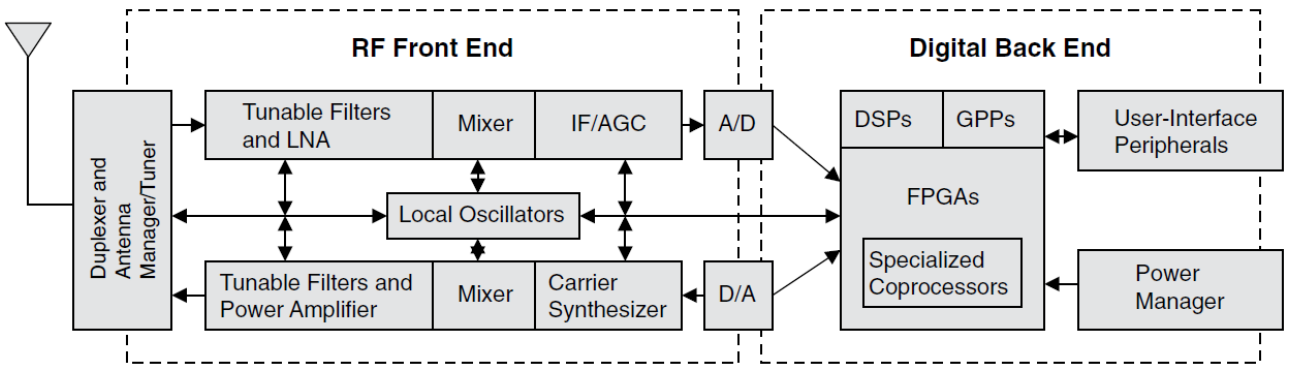 RF Front End
Digital Back End
Duplexer and
Antenna
Manager/Tuner
Tunable Filters
and LNA
Mixer
IF/AGC
A/D
Local Oscillators
Tunable Filters and
Power Amplifier
Mixer
Carrier
Synthesizer
D/A
DSPs
GPPs
FPGAs
Specialized
Coprocessors
User-Interface
Peripherals
Power
Manager